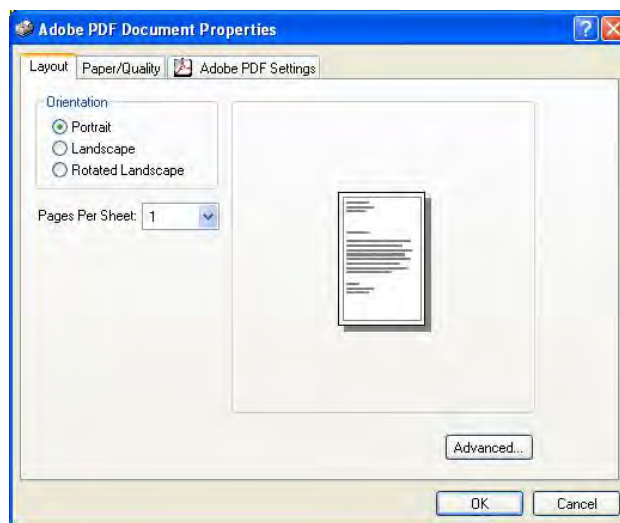 Adobe PDF Document Properties
Layout Paper/Quality Adobe PDF Settings
Orientation
Portrait
Landscape
Rotated Landscape
Pages Per Sheet: 1
Advanced...
OK Cancel